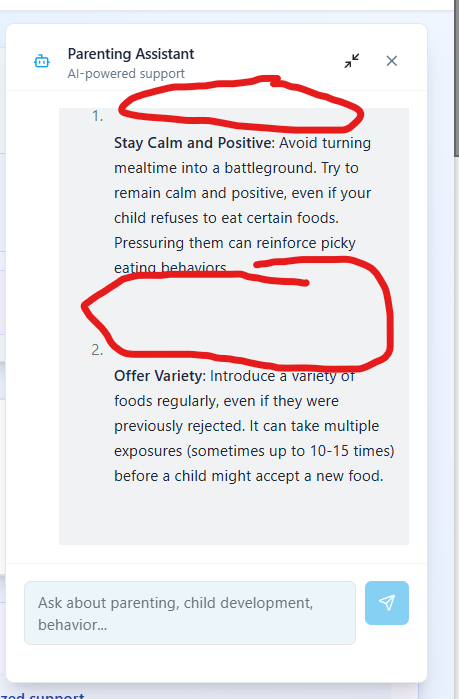 Parenting Assistant
AI-powered support
1.
Stay Calm and Positive: Avoid turning
mealtime into a battleground. Try to
remain calm and positive, even if your
child refuses to eat certain foods.
Pressuring them can reinforce picky
eating behaviors.
2.
Offer Variety: Introduce a variety of
foods regularly, even if they were
previously rejected. It can take multiple
exposures (sometimes up to 10-15 times)
before a child might accept a new food.
Ask about parenting, child development,
behavior...
zed support